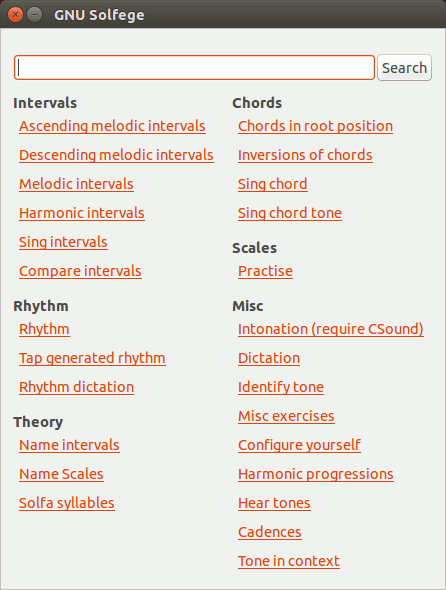 GNU Solfege
Search
Intervals
Ascending melodic intervals
Descending melodic intervals
Melodic intervals
Harmonic intervals
Sing intervals
Compare intervals
Rhythm
Rhythm
Tap generated rhythm
Rhythm dictation
Theory
Name intervals
Name Scales
Solfa syllables
Chords
Chords in root position
Inversions of chords
Sing chord
Sing chord tone
Scales
Practise
Misc
Intonation (require CSound)
Dictation
Identify tone
Misc exercises
Configure yourself
Harmonic progressions
Hear tones
Cadences
Tone in context